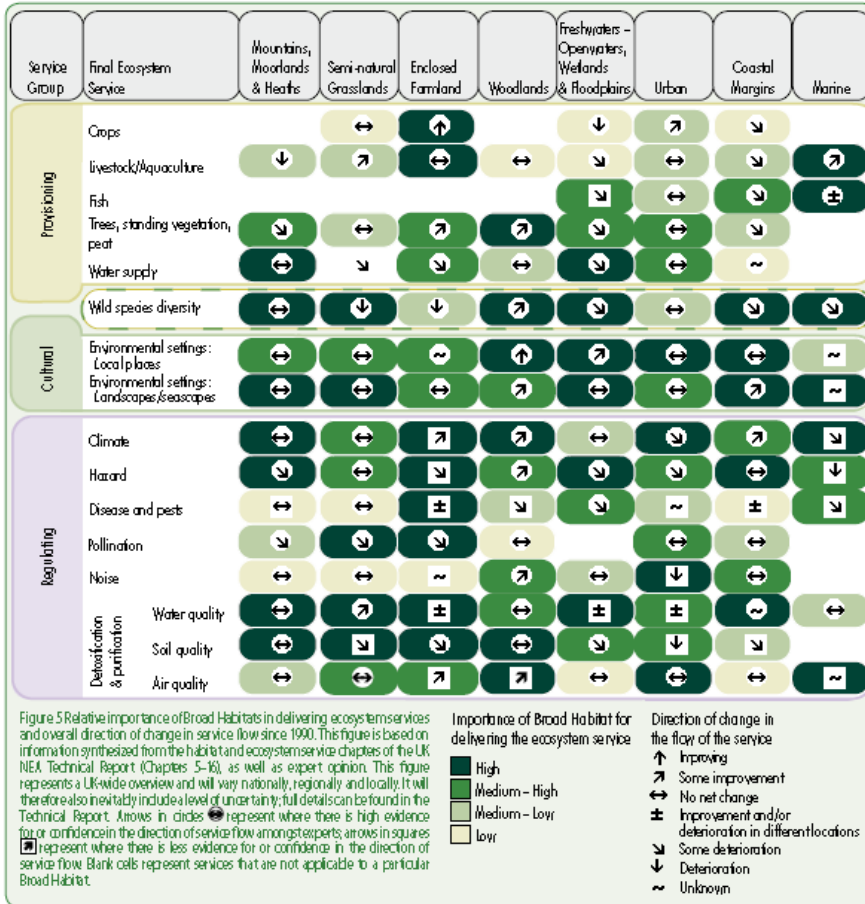 Service Group
Final Ecosystem Service
Mountains, Moorlands & Heaths
Semi-natural Grasslands
Enclosed Farmland
Woodlands
Freshwaters – Openwaters, Wetlands & Floodplains
Urban
Coastal Margins
Marine
Provisioning
Crops
Livestock/Aquaculture
Fish
Trees, standing vegetation, peat
Water supply
Wild species diversity
Cultural
Environmental settings: Local places
Environmental settings: Landscapes/seascapes
Regulating
Climate
Hazard
Disease and pests
Pollination
Noise
Detoxification & purification
Water quality
Soil quality
Air quality
Figure 5 Relative importance of Broad Habitats in delivering ecosystem services
and overall direction of change in service flow since 1990. This figure is based on
information synthesized from the habitat and ecosystem service chapters of the UK
NEA Technical Report (Chapters 5–16), as well as expert opinion. This figure
represents a UK-wide overview and will vary nationally, regionally and locally. It will
therefore also inevitably include a level of uncertainty; full details can be found in the
Technical Report. Arrows in circles represent where there is high evidence
for or confidence in the direction of service flow amongst experts; arrows in squares
represent where there is less evidence for or confidence in the direction of
service flow. Blank cells represent services that are not applicable to a particular
Broad Habitat.
Importance of Broad Habitat for
delivering the ecosystem service
High
Medium – High
Medium – Low
Low
Direction of change in
the flow of the service
Improving
Some improvement
No net change
Improvement and/or
deterioration in different locations
Some deterioration
Deterioration
Unknown